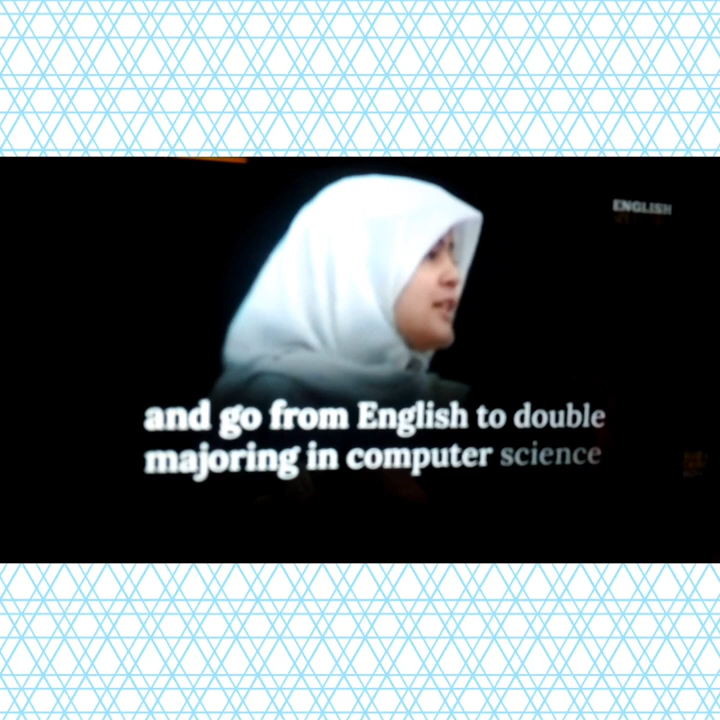 ENGLISH
and go from English to double
majoring in computer science